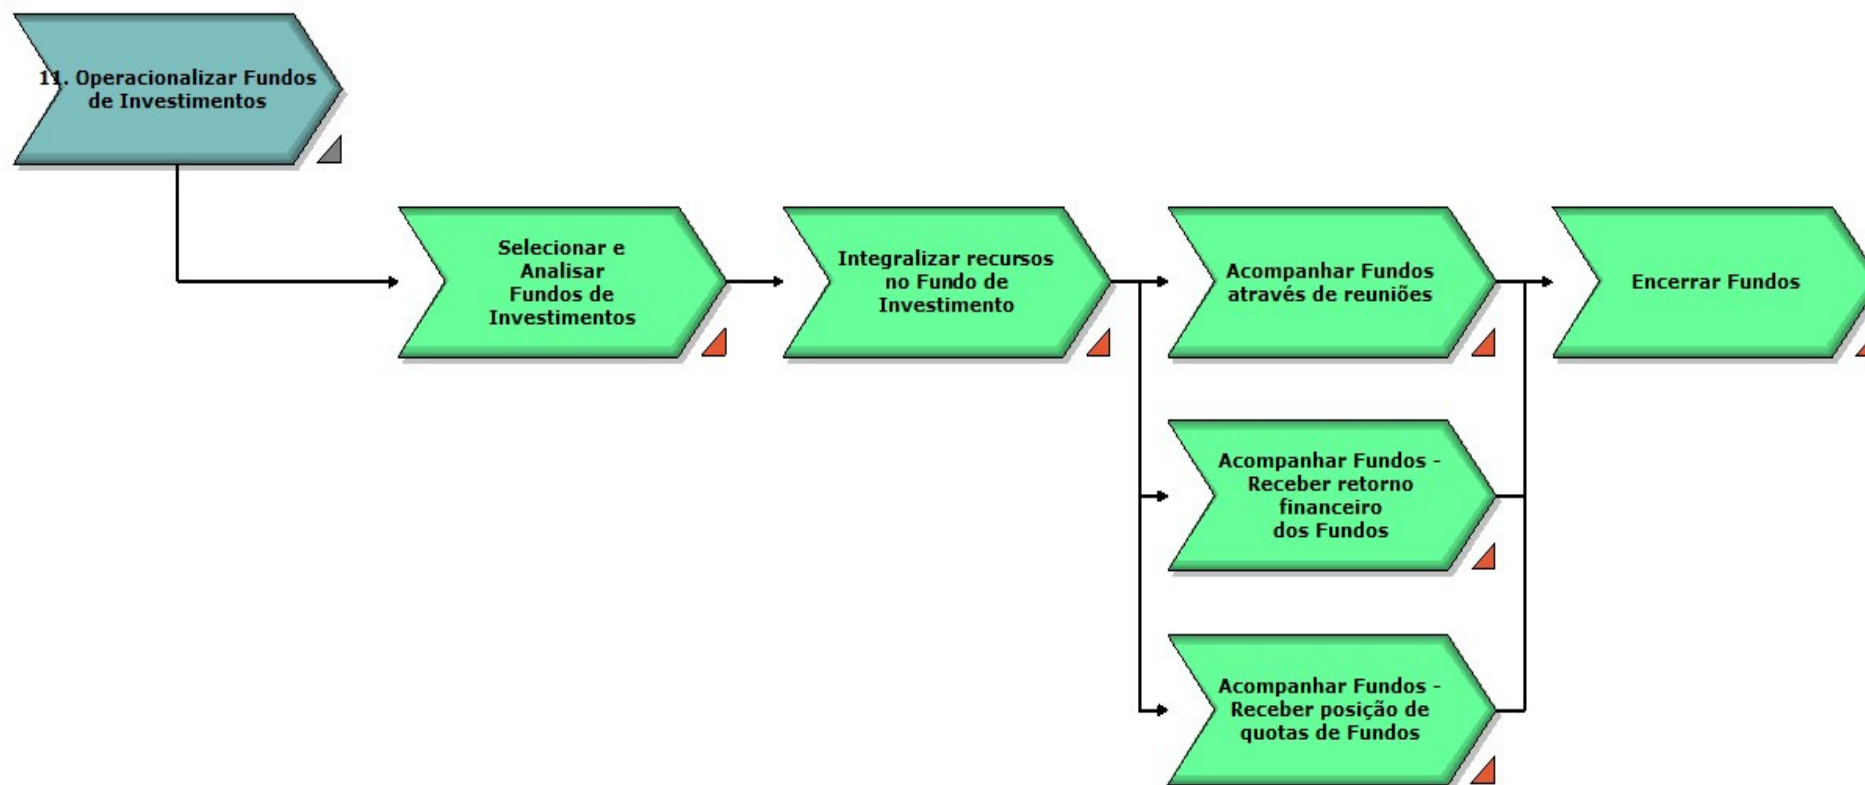 11. Operacionalizar Fundos
de Investimentos
Selecionar e
Analisar
Fundos de
Investimentos
Integralizar recursos
no Fundo de
Investimento
Acompanhar Fundos
através de reuniões
Encerrar Fundos
Acompanhar Fundos -
Receber retorno
financeiro
dos Fundos
Acompanhar Fundos -
Receber posição de
quotas de Fundos